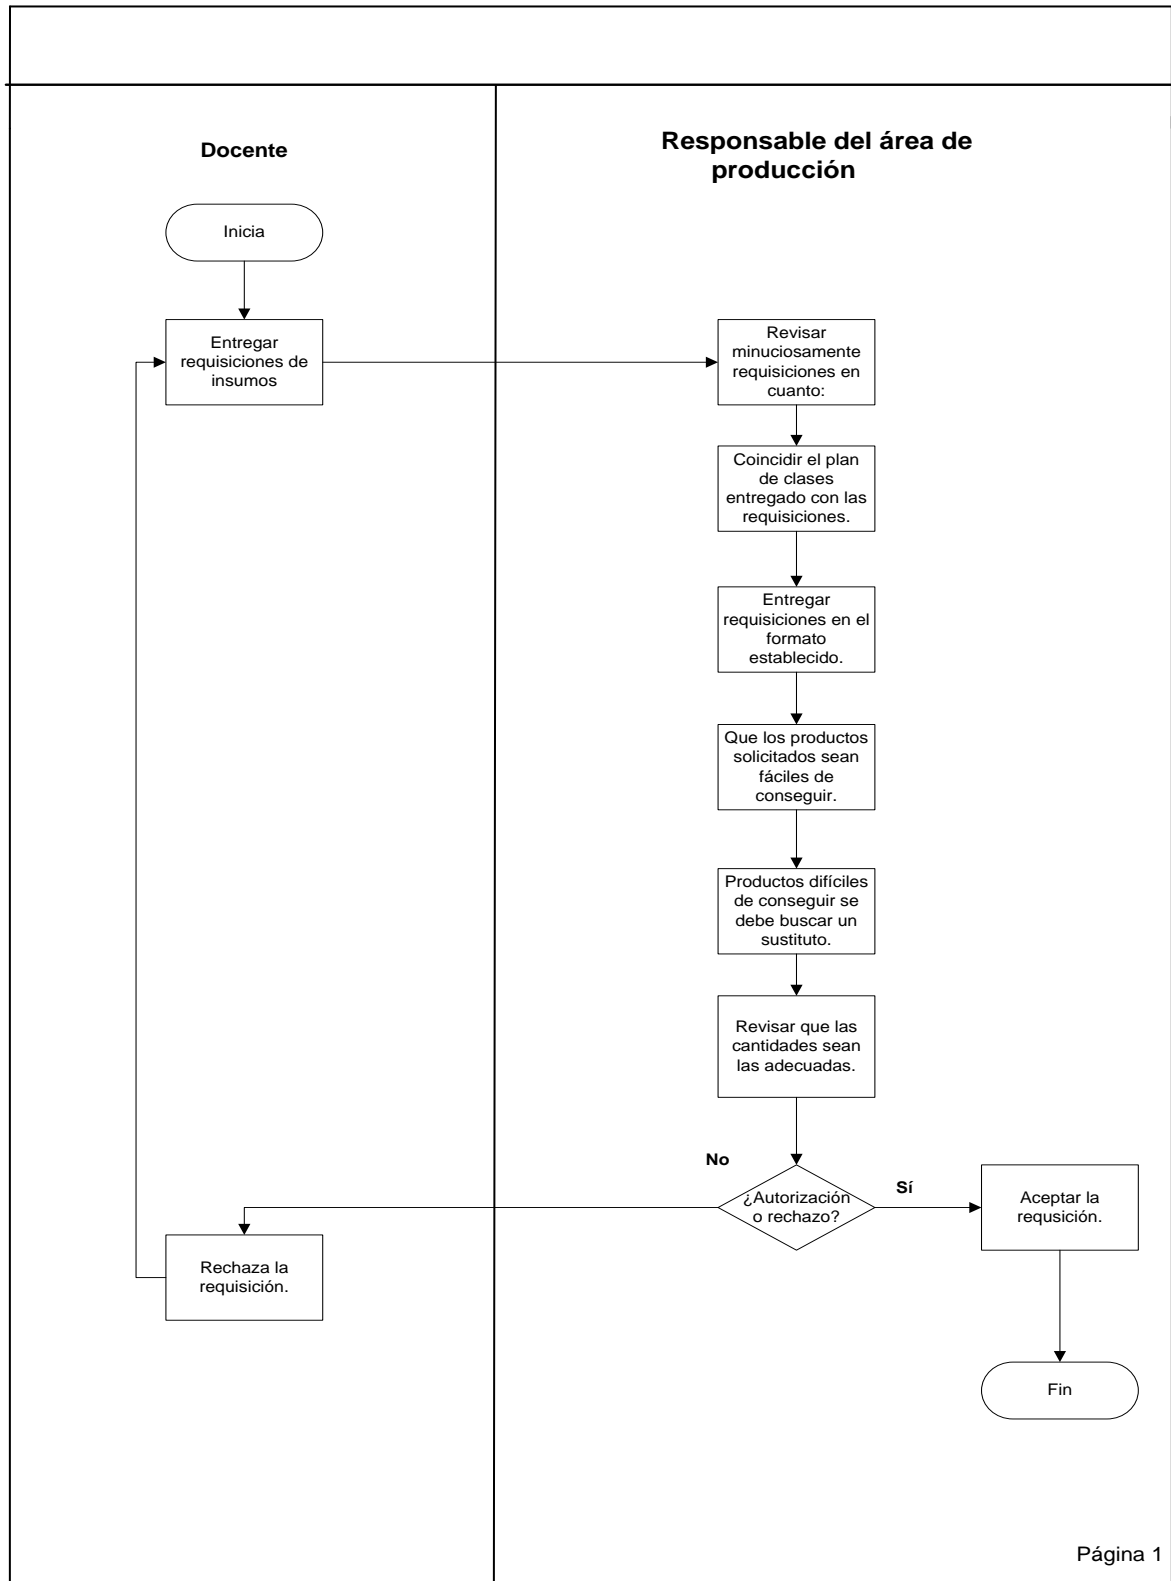 Docente
Responsable del área de
producción
Inicia
Entregar
requisiciones de
insumos
Revisar
minuciosamente
requisiciones en
cuanto:
Coincidir el plan
de clases
entregado con las
requisiciones.
Entregar
requisiciones en el
formato
establecido.
Que los productos
solicitados sean
fáciles de
conseguir.
Productos difíciles
de conseguir se
debe buscar un
sustituto.
Revisar que las
cantidades sean
las adecuadas.
No
¿Autorización
o rechazo?
Sí
Aceptar la
requsición.
Rechaza la
requisición.
Fin
Página 1